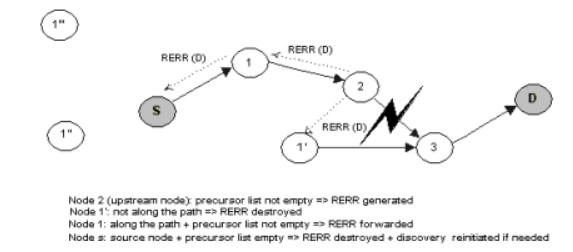 1"
RERR (D)
RERR (D)
1
2
S
D
1"
RERR (D)
1'
3
Node 2 (upstream node): precursor list not empty => RERR generated
Node 1': not along the path => RERR destroyed
Node 1: along the path + precursor list not empty => RERR forwarded
Node s: source node + precursor list empty => RERR destroyed + discovery reinitiated if needed